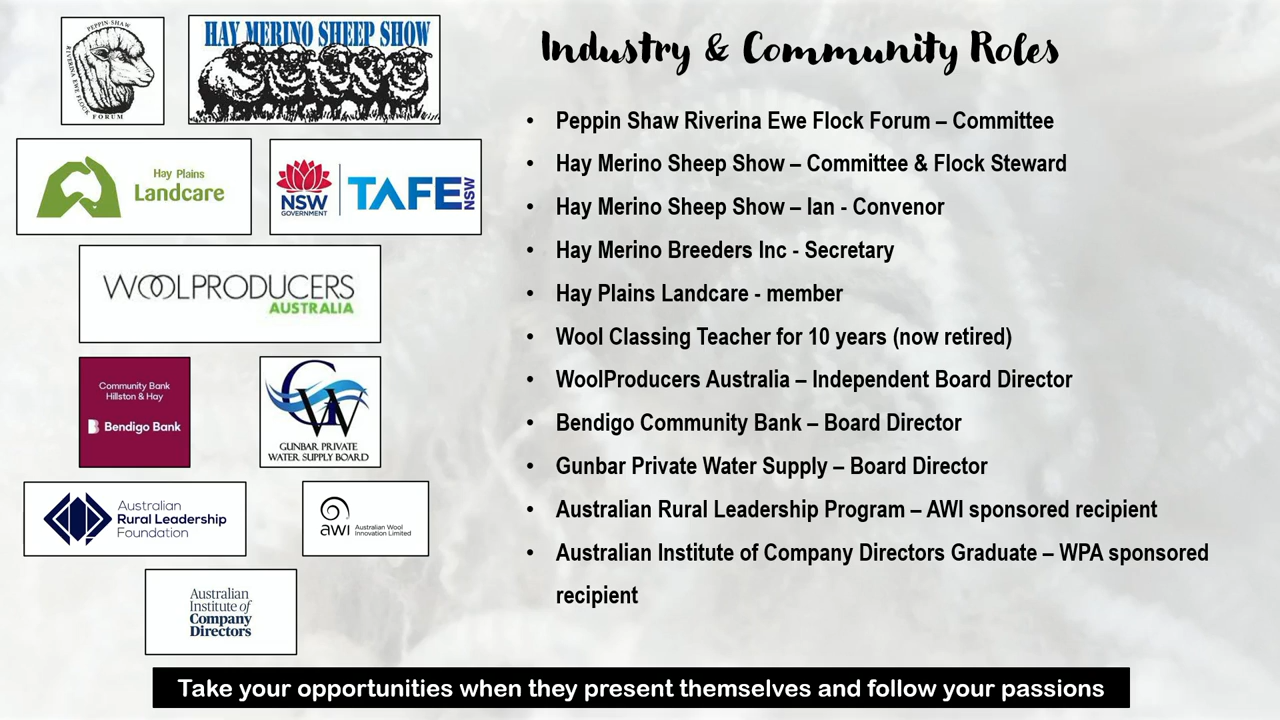 PEPPIN-SHAW
RIVERINA EWE FLOCK
FORUM
HAY MERINO SHEEP SHOW
Hay Plains
Landcare
NSW
GOVERNMENT
TAFE
NSW
WOOLPRODUCERS
AUSTRALIA
Community Bank
Hillston & Hay
Bendigo Bank
GW
GUNBAR PRIVATE
WATER SUPPLY BOARD
Australian
Rural Leadership
Foundation
awi
Australian Wool
Innovation Limited
Australian
Institute of
Company
Directors
Industry & Community Roles
• Peppin Shaw Riverina Ewe Flock Forum – Committee
• Hay Merino Sheep Show – Committee & Flock Steward
• Hay Merino Sheep Show – Ian - Convenor
• Hay Merino Breeders Inc - Secretary
• Hay Plains Landcare - member
• Wool Classing Teacher for 10 years (now retired)
• WoolProducers Australia – Independent Board Director
• Bendigo Community Bank – Board Director
• Gunbar Private Water Supply – Board Director
• Australian Rural Leadership Program – AWI sponsored recipient
• Australian Institute of Company Directors Graduate – WPA sponsored
recipient
Take your opportunities when they present themselves and follow your passions